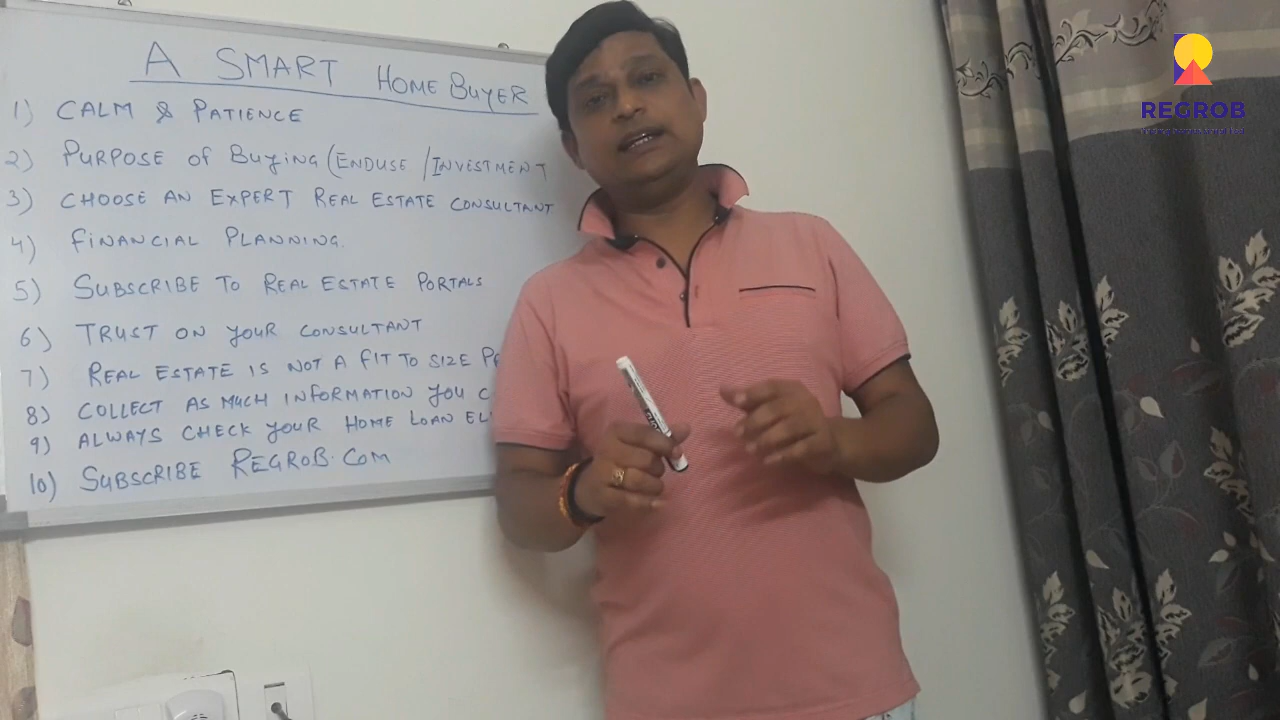 A SMART HOME BUYER
1) CALM & PATIENCE
2) PURPOSE OF BUYING (ENDUSE / INVESTMENT
3) CHOOSE AN EXPERT REAL ESTATE CONSULTANT
4) FINANCIAL PLANNING.
5) SUBSCRIBE TO REAL ESTATE PORTALS
6) TRUST ON YOUR CONSULTANT
7) REAL ESTATE IS NOT A FIT TO SIZE
8) COLLECT AS MUCH INFORMATION YOU
9) ALWAYS CHECK YOUR HOME LOAN
10) SUBSCRIBE REGROB.COM
REGROB